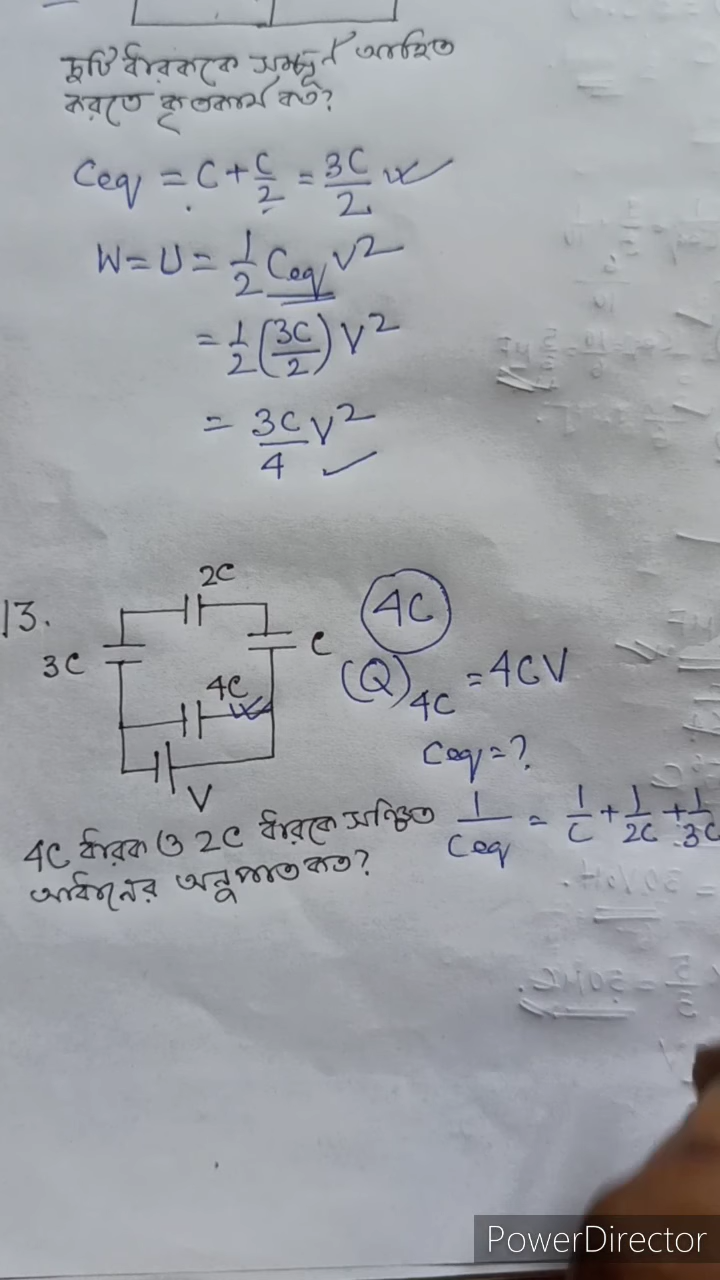 দুটি ধারককে সম্পূর্ণ আহিত
করতে কৃতকার্য কত?
Ceq = C + C/2 = 3C/2
W = U = 1/2 Ceq V²
= 1/2 (3C/2) V²
= 3C/4 V²
13.
2C
3C
C
4C
V
4C
(Q)4C = 4CV
Ceq = ?
1/Ceq = 1/C + 1/2C + 1/3C
4C ধারক ও 2C ধারকে সঞ্চিত
আধানের অনুপাত কত?
PowerDirector